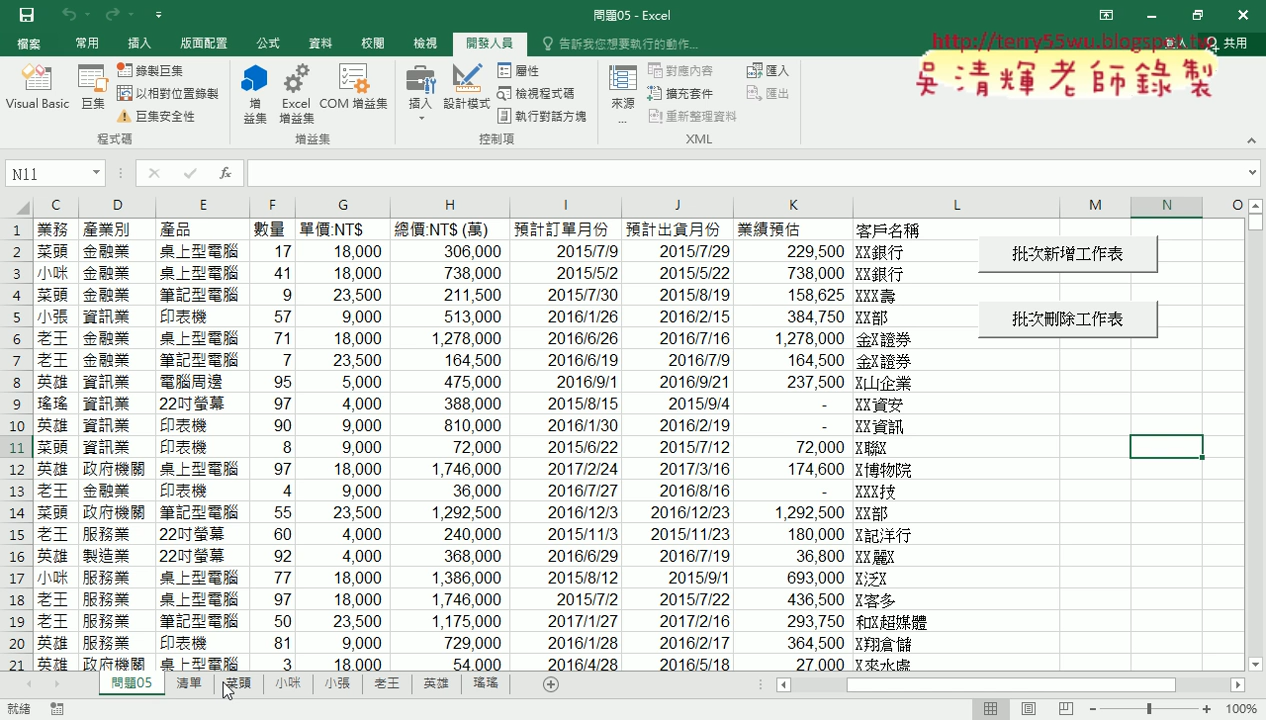 問題05 - Excel
檔案 常用 插入 版面配置 公式 資料 校閱 檢視 開發人員 告訴我您想要執行的動作... 登入 共用
http://terry55wu.blogspot.tw
吳清輝老師錄製
Visual Basic 巨集 錄製巨集 以相對位置錄製 巨集安全性 程式碼
增益集 Excel 增益集 COM 增益集 增益集
插入 設計模式 屬性 檢視程式碼 執行對話方塊 控制項
來源... 對應內容 擴充套件 重新整理資料 匯入 匯出 XML
N11 fx
C D E F G H I J K L M N O
1 業務 產業別 產品 數量 單價:NT$ 總價:NT$ (萬) 預計訂單月份 預計出貨月份 業績預估 客戶名稱
2 菜頭 金融業 桌上型電腦 17 18,000 306,000 2015/7/9 2015/7/29 229,500 XX銀行
3 小咪 金融業 桌上型電腦 41 18,000 738,000 2015/5/2 2015/5/22 738,000 XX銀行
4 菜頭 金融業 筆記型電腦 9 23,500 211,500 2015/7/30 2015/8/19 158,625 XXX壽
5 小張 資訊業 印表機 57 9,000 513,000 2016/1/26 2016/2/15 384,750 XX部
6 老王 金融業 桌上型電腦 71 18,000 1,278,000 2016/6/26 2016/7/16 1,278,000 金X證券
7 老王 金融業 筆記型電腦 7 23,500 164,500 2016/6/19 2016/7/9 164,500 金X證券
8 英雄 資訊業 電腦周邊 95 5,000 475,000 2016/9/1 2016/9/21 237,500 X山企業
9 瑤瑤 資訊業 22吋螢幕 97 4,000 388,000 2015/8/15 2015/9/4 - XX資安
10 英雄 資訊業 印表機 90 9,000 810,000 2016/1/30 2016/2/19 - XX資訊
11 菜頭 資訊業 印表機 8 9,000 72,000 2015/6/22 2015/7/12 72,000 X聯X
12 英雄 政府機關 桌上型電腦 97 18,000 1,746,000 2017/2/24 2017/3/16 174,600 X博物院
13 老王 金融業 印表機 4 9,000 36,000 2016/7/27 2016/8/16 - XXX技
14 菜頭 政府機關 筆記型電腦 55 23,500 1,292,500 2016/12/3 2016/12/23 1,292,500 XX部
15 老王 服務業 22吋螢幕 60 4,000 240,000 2015/11/3 2015/11/23 180,000 X記洋行
16 英雄 製造業 22吋螢幕 92 4,000 368,000 2016/6/29 2016/7/19 36,800 XX麗X
17 小咪 服務業 桌上型電腦 77 18,000 1,386,000 2015/8/12 2015/9/1 693,000 X泛X
18 老王 服務業 桌上型電腦 97 18,000 1,746,000 2015/7/2 2015/7/22 436,500 X客多
19 老王 服務業 筆記型電腦 50 23,500 1,175,000 2017/1/27 2017/2/16 293,750 和X超媒體
20 英雄 服務業 印表機 81 9,000 729,000 2016/1/28 2016/2/17 364,500 X翔倉儲
21 英雄 政府機關 桌上型電腦 3 18,000 54,000 2016/4/28 2016/5/18 27,000 X來水處
批次新增工作表
批次刪除工作表
問題05 清單 菜頭 小咪 小張 老王 英雄 瑤瑤
就緒 100%